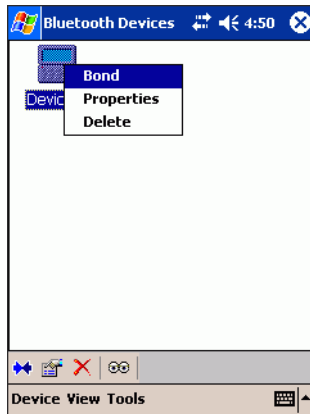 Bluetooth Devices 4:50
Bond
Devic Properties
Delete
Device View Tools